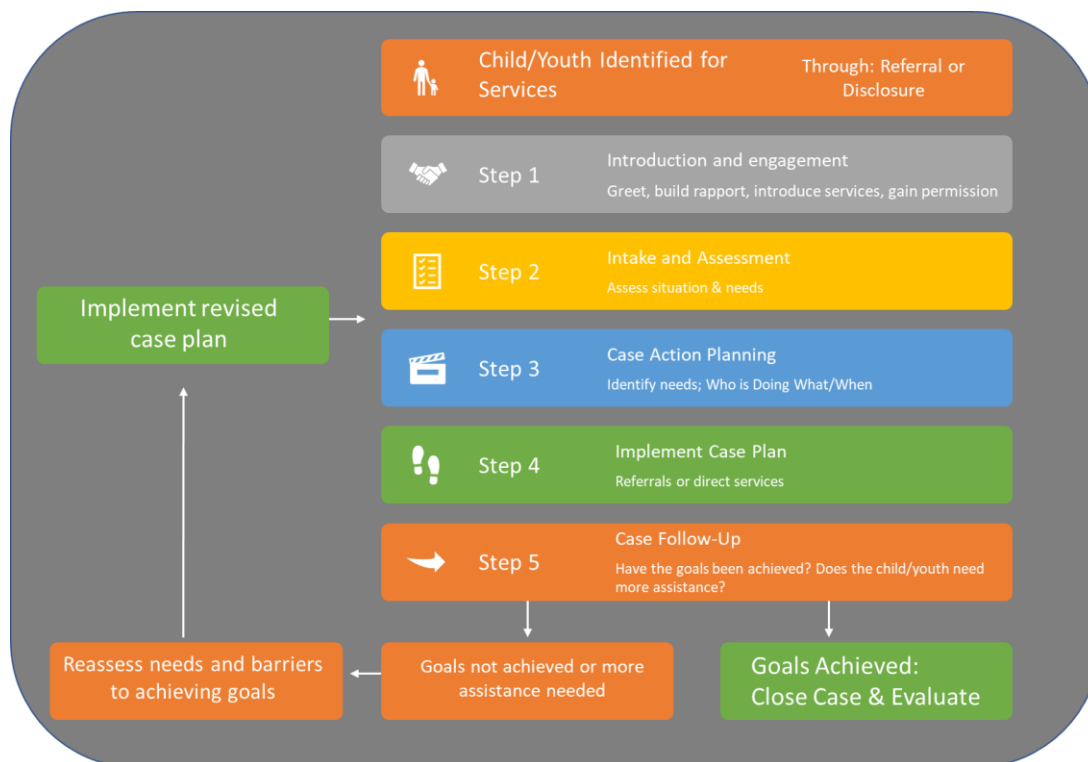 Child/Youth Identified for
Services
Through: Referral or
Disclosure
Step 1
Introduction and engagement
Greet, build rapport, introduce services, gain permission
Step 2
Intake and Assessment
Assess situation & needs
Implement revised
case plan
Step 3
Case Action Planning
Identify needs; Who is Doing What/When
Step 4
Implement Case Plan
Referrals or direct services
Step 5
Case Follow-Up
Have the goals been achieved? Does the child/youth need
more assistance?
Reassess needs and barriers
to achieving goals
Goals not achieved or more
assistance needed
Goals Achieved:
Close Case & Evaluate